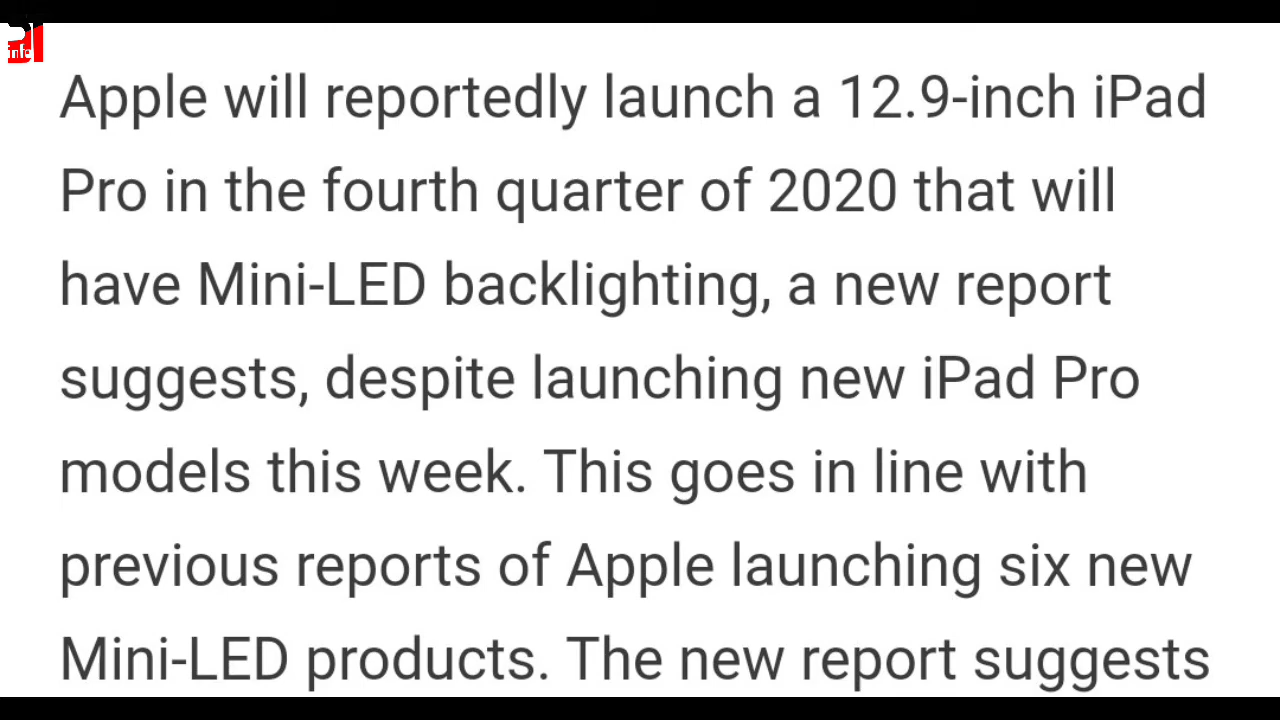 info
Apple will reportedly launch a 12.9-inch iPad
Pro in the fourth quarter of 2020 that will
have Mini-LED backlighting, a new report
suggests, despite launching new iPad Pro
models this week. This goes in line with
previous reports of Apple launching six new
Mini-LED products. The new report suggests